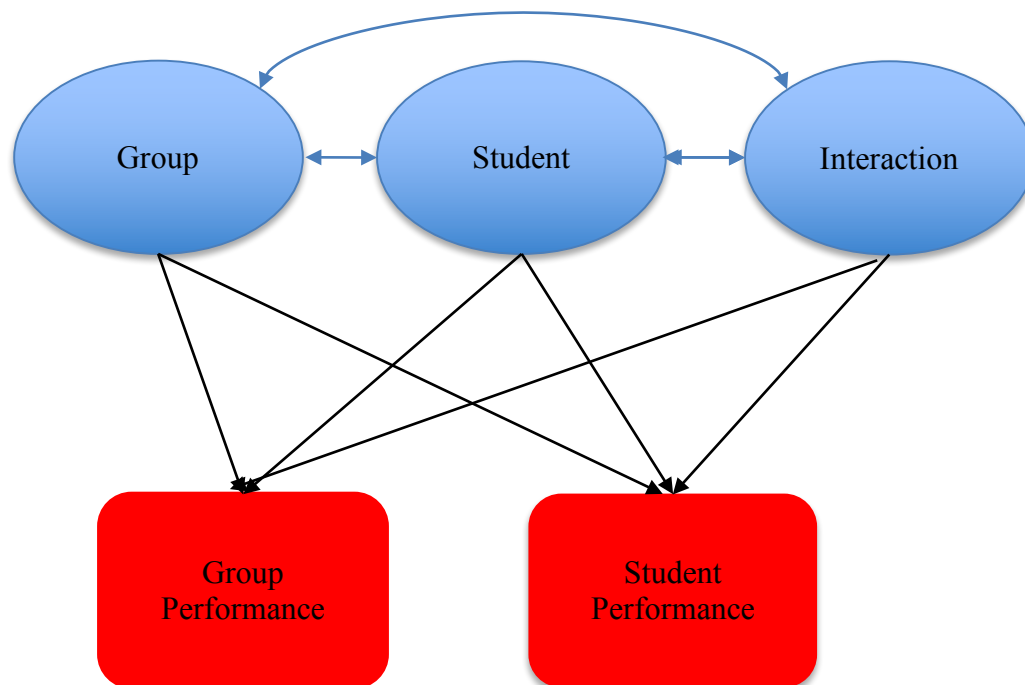 Group
Student
Interaction
Group
Performance
Student
Performance